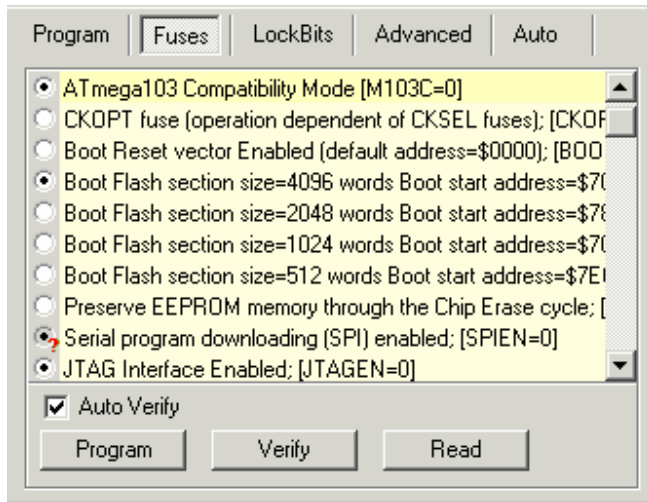 Program Fuses LockBits Advanced Auto
ATmega103 Compatibility Mode [M103C=0]
CKOPT fuse (operation dependent of CKSEL fuses); [CKOP
Boot Reset vector Enabled (default address=$0000); [BOO
Boot Flash section size=4096 words Boot start address=$70
Boot Flash section size=2048 words Boot start address=$78
Boot Flash section size=1024 words Boot start address=$70
Boot Flash section size=512 words Boot start address=$7E0
Preserve EEPROM memory through the Chip Erase cycle; [
Serial program downloading (SPI) enabled; [SPIEN=0]
JTAG Interface Enabled; [JTAGEN=0]
Auto Verify
Program Verify Read